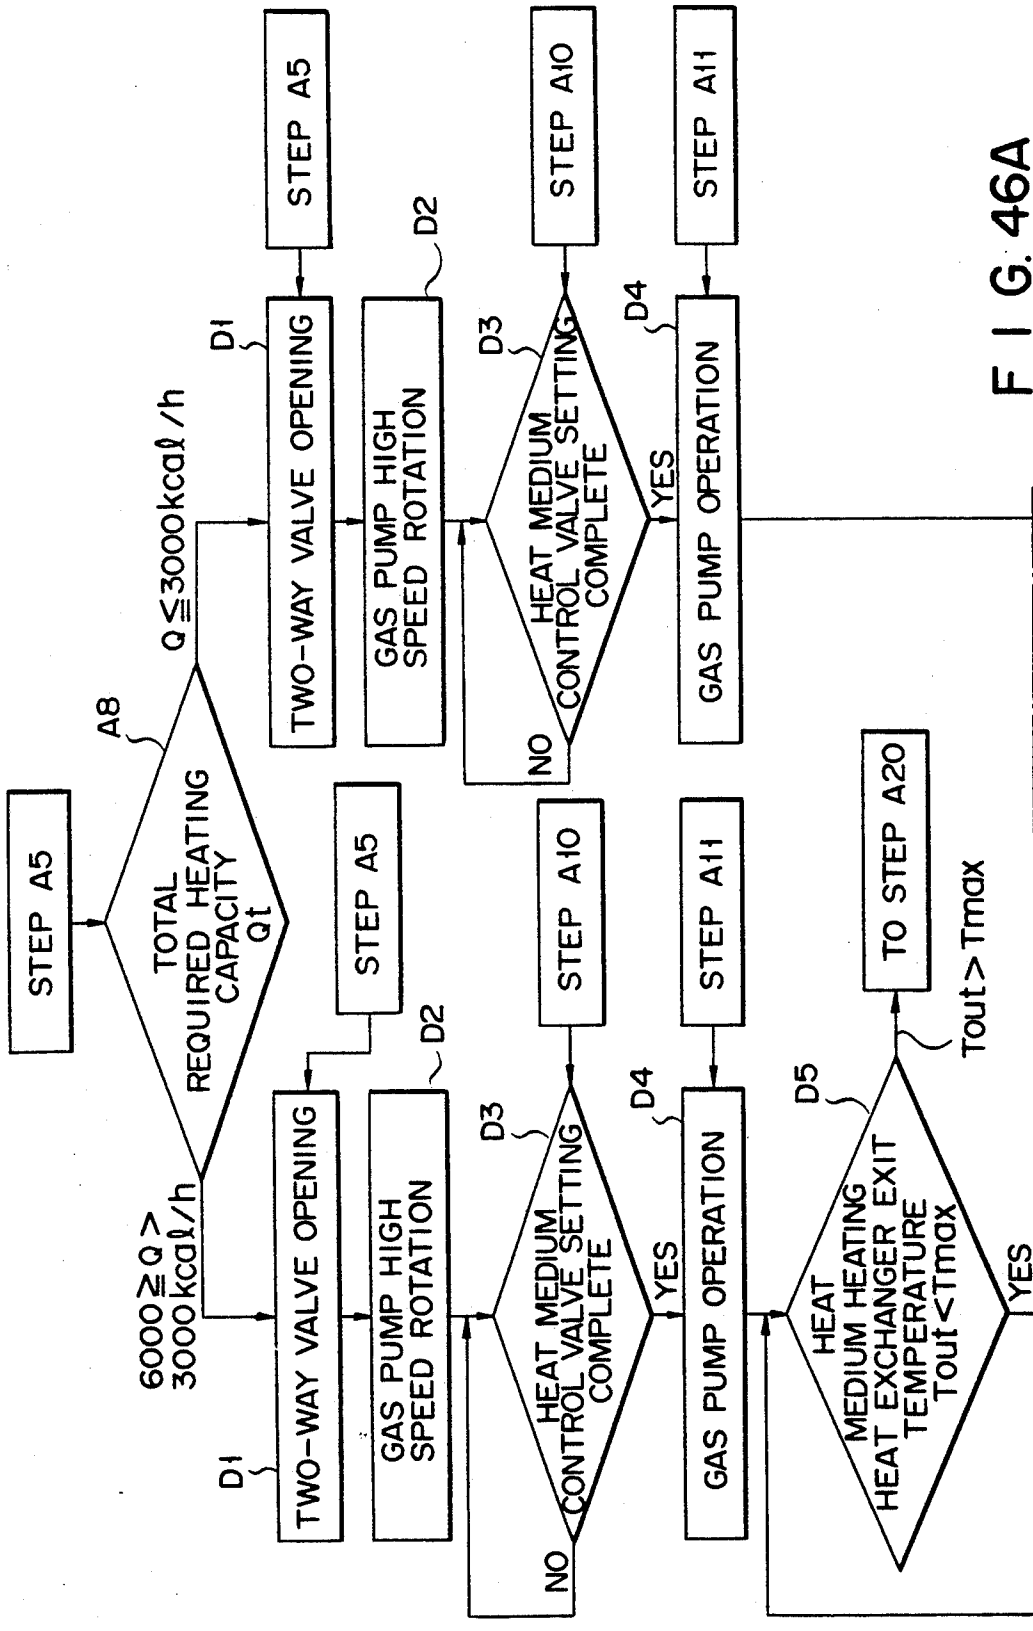 STEP A5
A8
TOTAL
REQUIRED HEATING
CAPACITY
Qt
6000 ≧ Q >
3000 kcal/h
Q ≦ 3000 kcal/h
D1
TWO-WAY VALVE OPENING
STEP A5
D2
GAS PUMP HIGH
SPEED ROTATION
D3
HEAT MEDIUM
CONTROL VALVE SETTING
COMPLETE
STEP A10
NO
YES
D4
GAS PUMP OPERATION
STEP A11
D5
HEAT
MEDIUM HEATING
HEAT EXCHANGER EXIT
TEMPERATURE
Tout<Tmax
TO STEP A20
Tout> Tmax
YES
D1
TWO-WAY VALVE OPENING
STEP A5
D2
GAS PUMP HIGH
SPEED ROTATION
D3
HEAT MEDIUM
CONTROL VALVE SETTING
COMPLETE
STEP A10
NO
YES
D4
GAS PUMP OPERATION
STEP A11
F I G. 46A